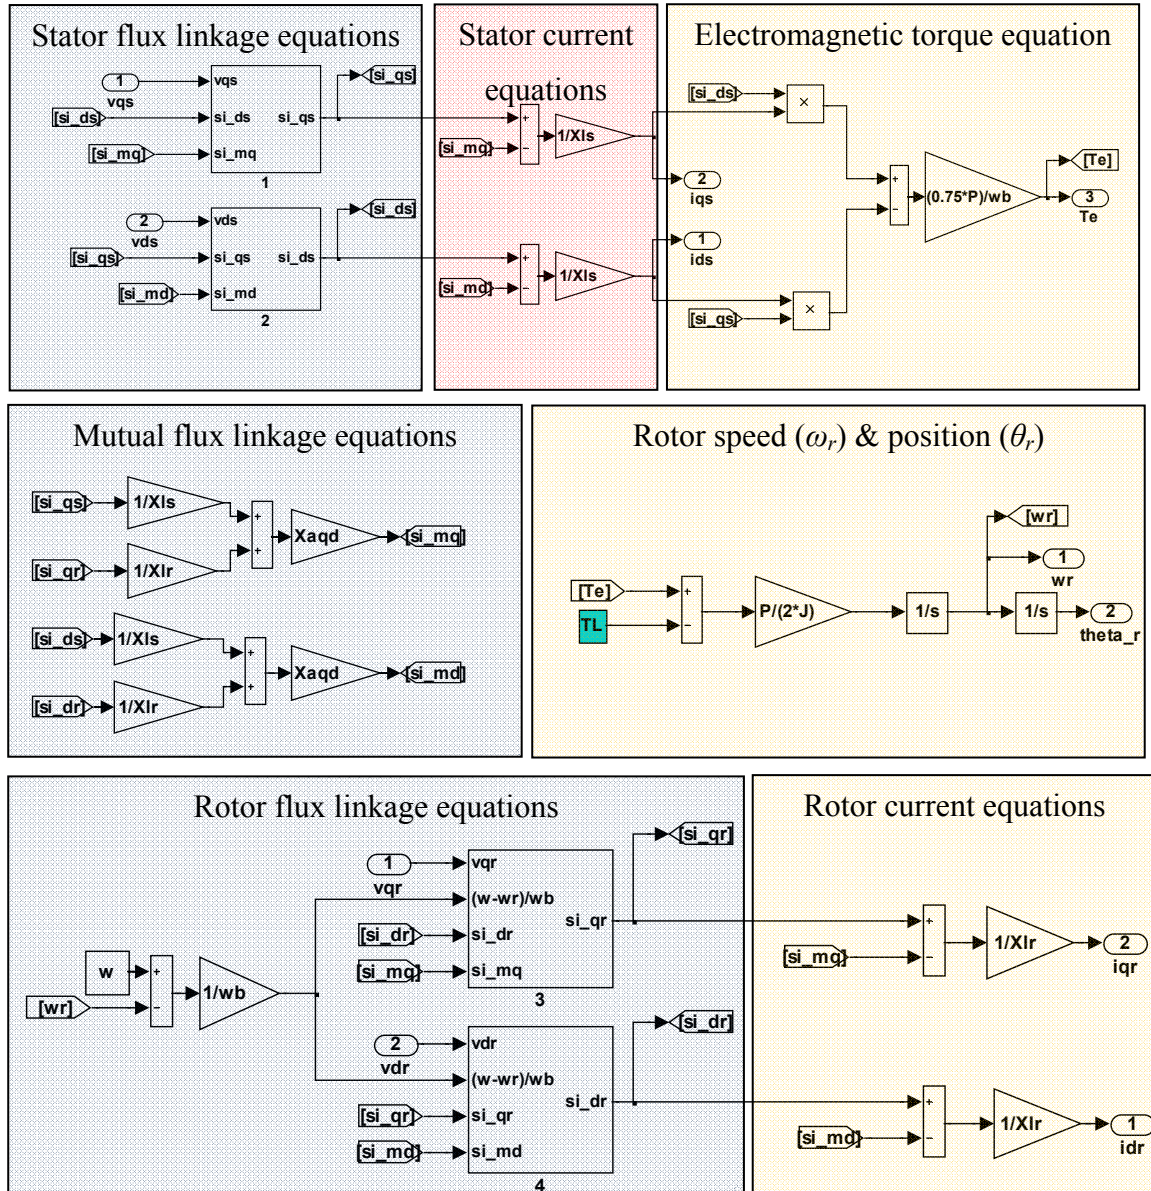 Stator flux linkage equations
1
vqs
[si_ds]
[si_mq]
vqs
si_ds
si_mq
si_qs
1
[si_qs]
2
vds
[si_qs]
[si_md]
vds
si_qs
si_md
si_ds
2
[si_ds]
Stator current
equations
[si_mq]
+
−
1/Xls
[si_md]
+
−
1/Xls
Electromagnetic torque equation
[si_ds]
×
2
iqs
1
ids
[si_qs]
×
+
−
(0.75*P)/wb
[Te]
3
Te
Mutual flux linkage equations
[si_qs]
1/Xls
[si_qr]
1/Xlr
+
+
Xaqd
[si_mq]
[si_ds]
1/Xls
[si_dr]
1/Xlr
+
+
Xaqd
[si_md]
Rotor speed (ωr) & position (θr)
[Te]
TL
+
−
P/(2*J)
1/s
[wr]
1
wr
1/s
2
theta_r
Rotor flux linkage equations
w
[wr]
+
−
1/wb
1
vqr
[si_dr]
[si_mq]
vqr
(w-wr)/wb
si_dr
si_mq
si_qr
3
[si_qr]
2
vdr
[si_qr]
[si_md]
vdr
(w-wr)/wb
si_qr
si_md
si_dr
4
[si_dr]
Rotor current equations
[si_mq]
+
−
1/Xlr
2
iqr
[si_md]
+
−
1/Xlr
1
idr